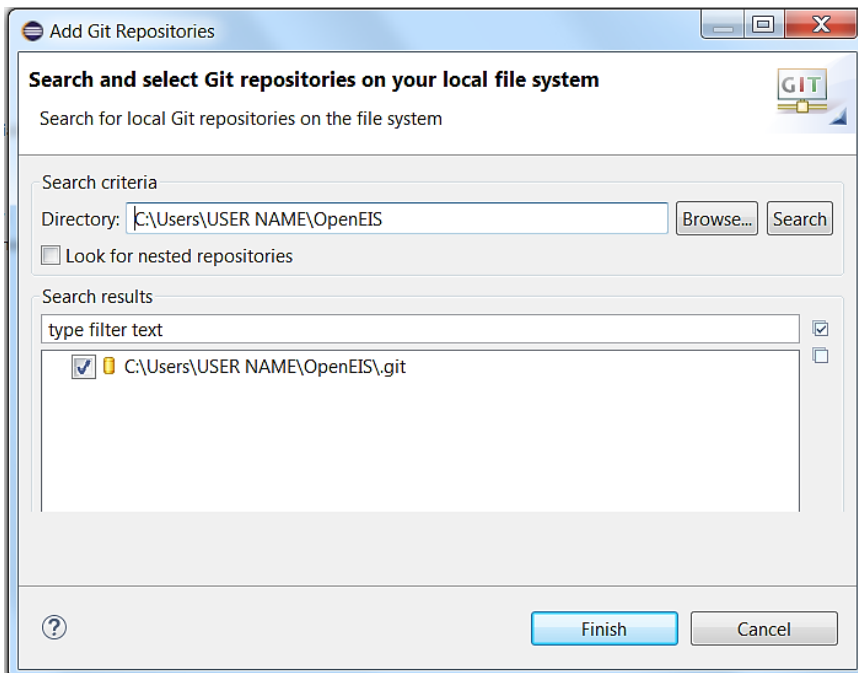 Add Git Repositories
Search and select Git repositories on your local file system
GIT
Search for local Git repositories on the file system
Search criteria
Directory: C:\Users\USER NAME\OpenEIS Browse... Search
Look for nested repositories
Search results
type filter text
C:\Users\USER NAME\OpenEIS\.git
? Finish Cancel